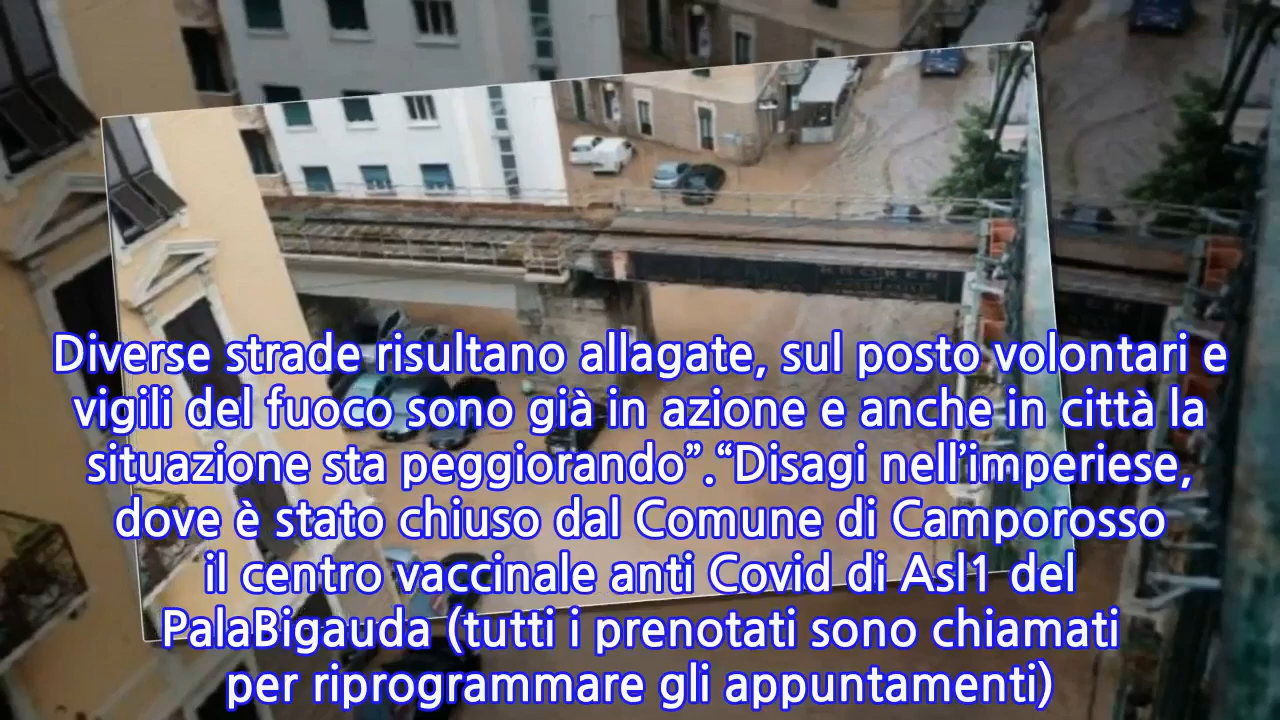 KROKER
Diverse strade risultano allagate, sul posto volontari e
vigili del fuoco sono già in azione e anche in città la
situazione sta peggiorando”.“Disagi nell’imperiese,
dove è stato chiuso dal Comune di Camporosso
il centro vaccinale anti Covid di Asl1 del
PalaBigauda (tutti i prenotati sono chiamati
per riprogrammare gli appuntamenti)